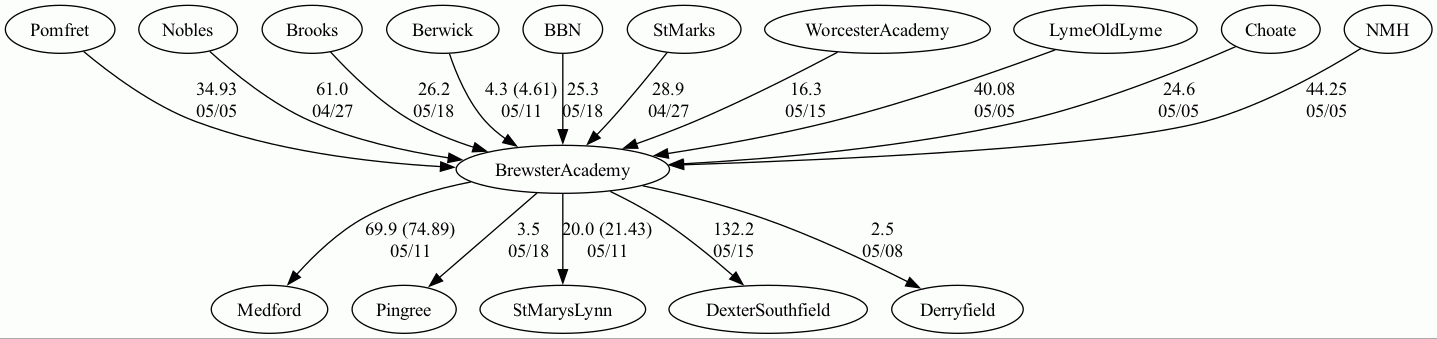 Pomfret
Nobles
Brooks
Berwick
BBN
StMarks
WorcesterAcademy
LymeOldLyme
Choate
NMH
34.93
05/05
61.0
04/27
26.2
05/18
4.3 (4.61)
05/11
25.3
05/18
28.9
04/27
16.3
05/15
40.08
05/05
24.6
05/05
44.25
05/05
BrewsterAcademy
69.9 (74.89)
05/11
3.5
05/18
20.0 (21.43)
05/11
132.2
05/15
2.5
05/08
Medford
Pingree
StMarysLynn
DexterSouthfield
Derryfield